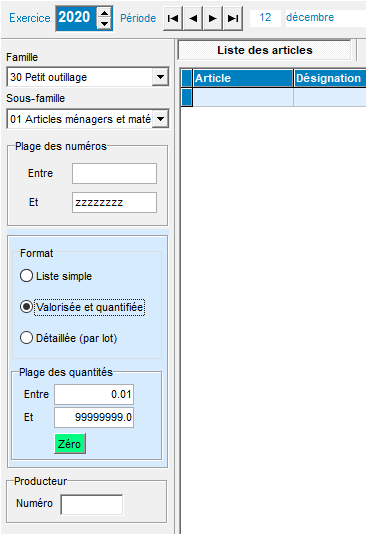 Exercice 2020 Période 12 décembre
Liste des articles
Famille
30 Petit outillage
Sous-famille
01 Articles ménagers et maté
Article Désignation
Plage des numéros
Entre
Et zzzzzzzz
Format
Liste simple
Valorisée et quantifiée
Détaillée (par lot)
Plage des quantités
Entre 0.01
Et 99999999.0
Zéro
Producteur
Numéro